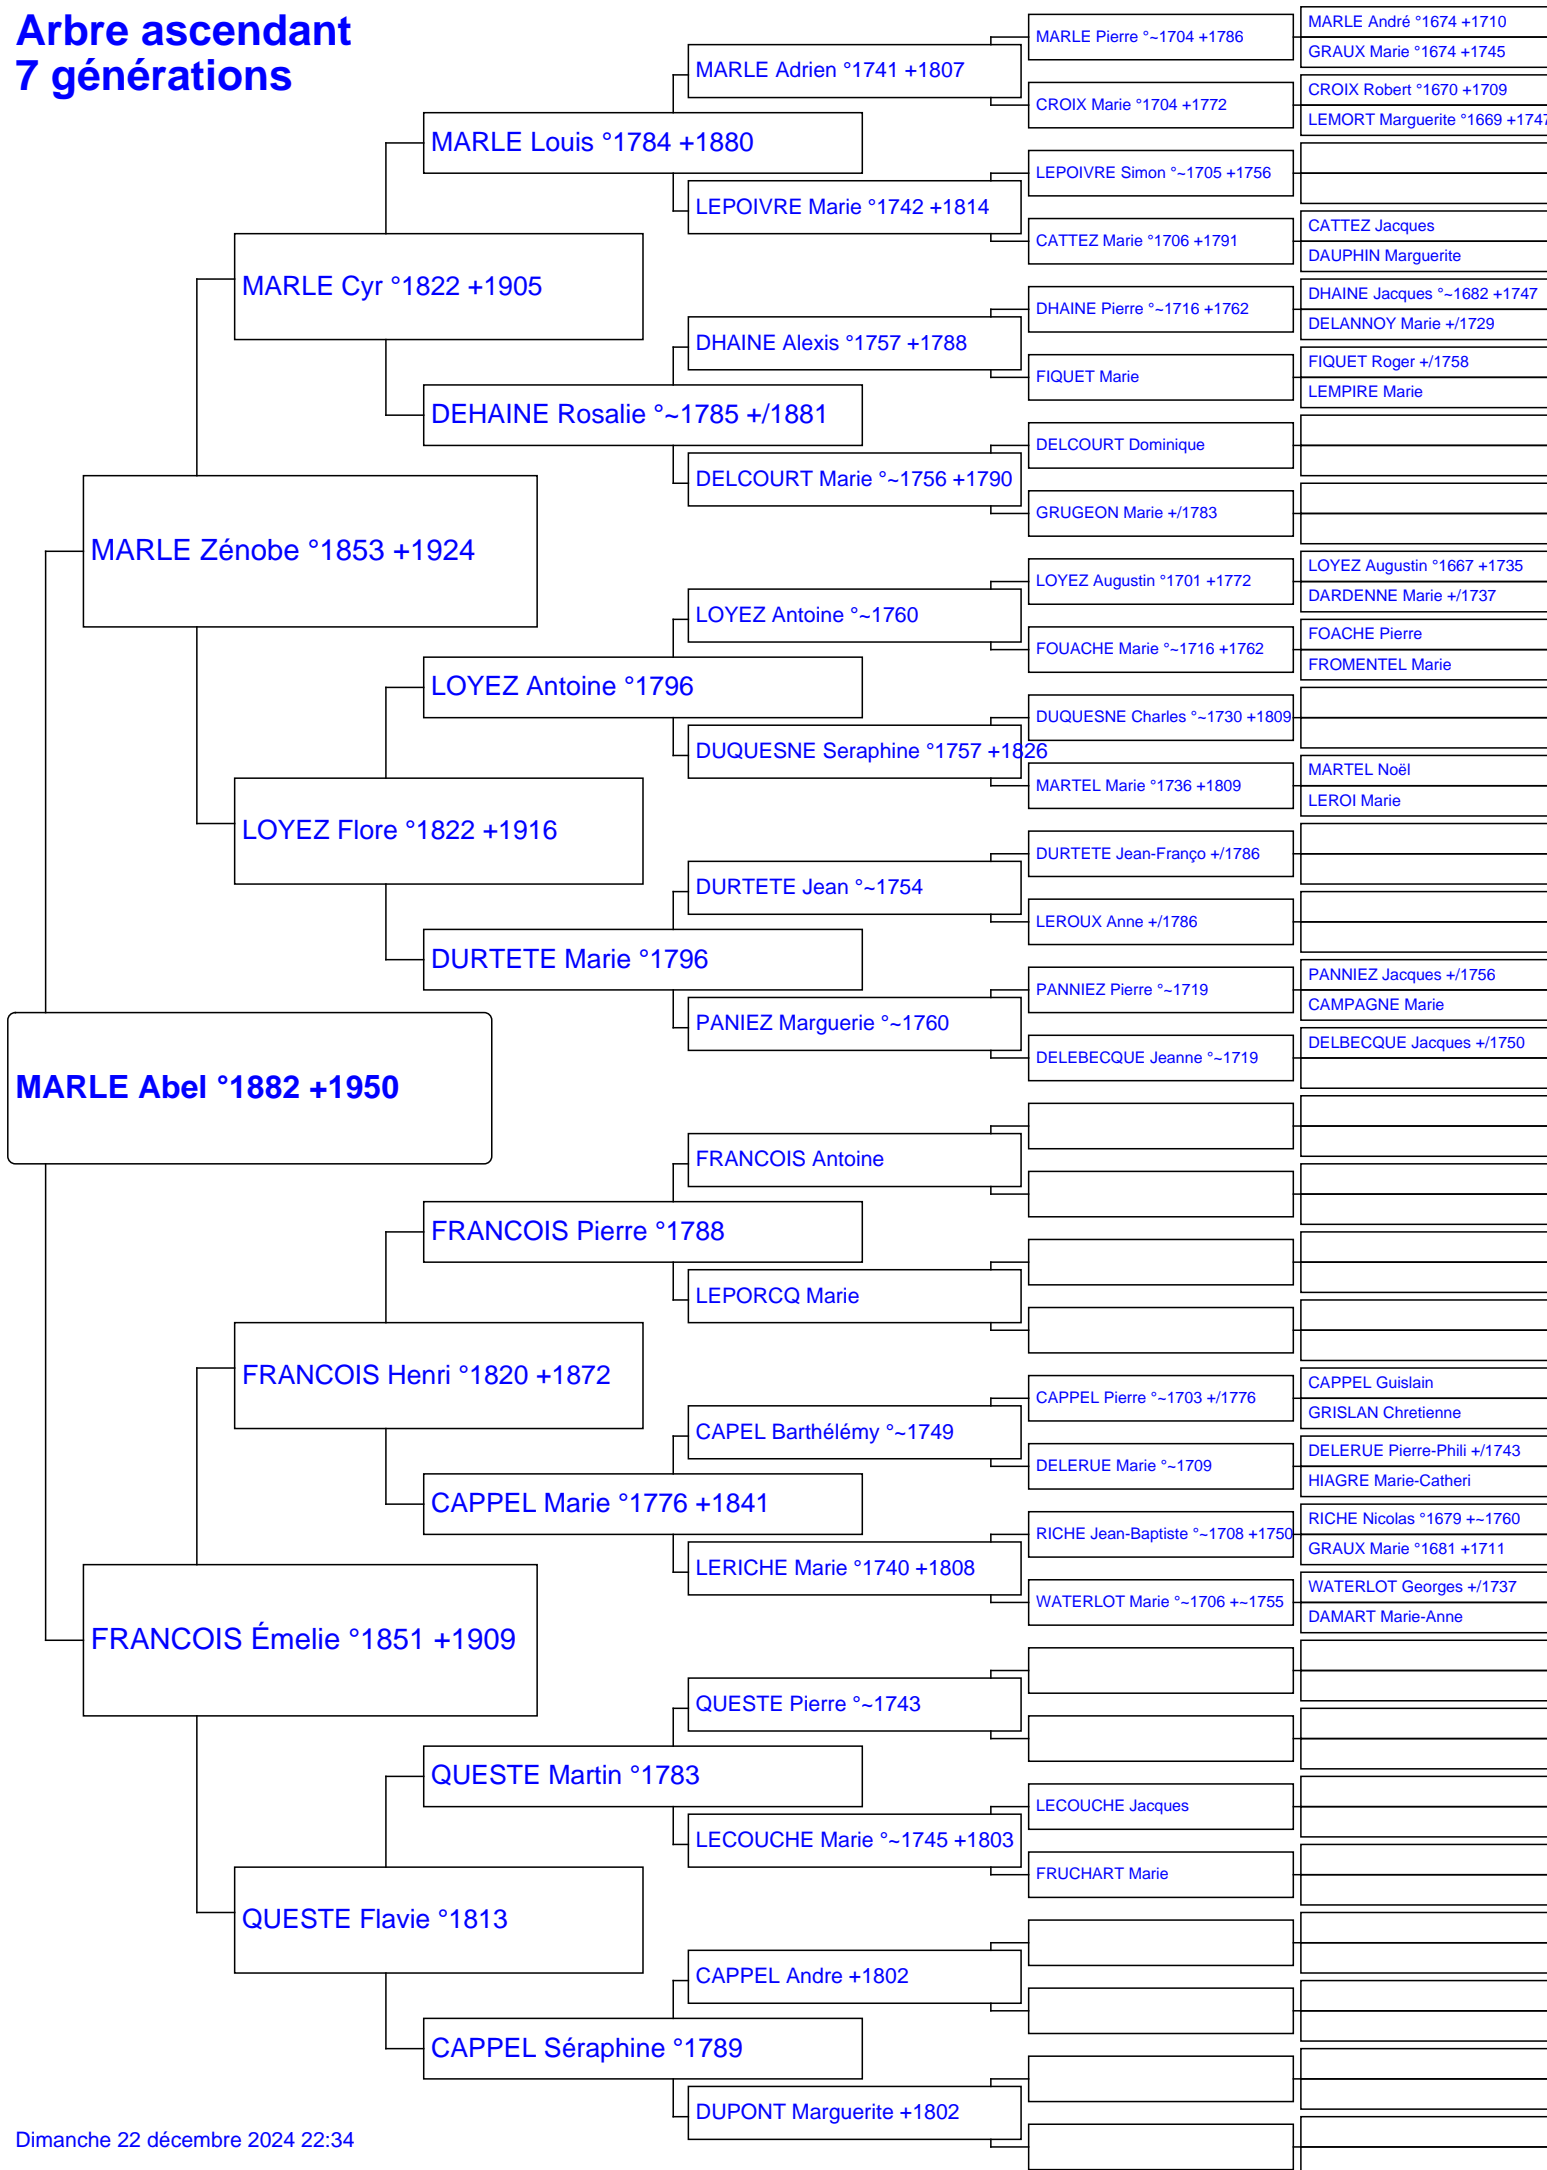 Arbre ascendant
7 générations
MARLE Abel °1882 +1950
MARLE Zénobe °1853 +1924
FRANCOIS Émelie °1851 +1909
MARLE Cyr °1822 +1905
LOYEZ Flore °1822 +1916
FRANCOIS Henri °1820 +1872
QUESTE Flavie °1813
MARLE Louis °1784 +1880
DEHAINE Rosalie °~1785 +/1881
LOYEZ Antoine °1796
DURTETE Marie °1796
FRANCOIS Pierre °1788
CAPPEL Marie °1776 +1841
QUESTE Martin °1783
CAPPEL Séraphine °1789
MARLE Adrien °1741 +1807
LEPOIVRE Marie °1742 +1814
DHAINE Alexis °1757 +1788
DELCOURT Marie °~1756 +1790
LOYEZ Antoine °~1760
DUQUESNE Seraphine °1757 +1826
DURTETE Jean °~1754
PANIEZ Marguerie °~1760
FRANCOIS Antoine
LEPORCQ Marie
CAPEL Barthélémy °~1749
LERICHE Marie °1740 +1808
QUESTE Pierre °~1743
LECOUCHE Marie °~1745 +1803
CAPPEL Andre +1802
DUPONT Marguerite +1802
MARLE Pierre °~1704 +1786
CROIX Marie °1704 +1772
LEPOIVRE Simon °~1705 +1756
CATTEZ Marie °1706 +1791
DHAINE Pierre °~1716 +1762
FIQUET Marie
DELCOURT Dominique
GRUGEON Marie +/1783
LOYEZ Augustin °1701 +1772
FOUACHE Marie °~1716 +1762
DUQUESNE Charles °~1730 +1809
MARTEL Marie °1736 +1809
DURTETE Jean-Franço +/1786
LEROUX Anne +/1786
PANNIEZ Pierre °~1719
DELEBECQUE Jeanne °~1719
CAPPEL Pierre °~1703 +/1776
DELERUE Marie °~1709
RICHE Jean-Baptiste °~1708 +1750
WATERLOT Marie °~1706 +~1755
LECOUCHE Jacques
FRUCHART Marie
MARLE André °1674 +1710
GRAUX Marie °1674 +1745
CROIX Robert °1670 +1709
LEMORT Marguerite °1669 +1747
CATTEZ Jacques
DAUPHIN Marguerite
DHAINE Jacques °~1682 +1747
DELANNOY Marie +/1729
FIQUET Roger +/1758
LEMPIRE Marie
LOYEZ Augustin °1667 +1735
DARDENNE Marie +/1737
FOACHE Pierre
FROMENTEL Marie
MARTEL Noël
LEROI Marie
PANNIEZ Jacques +/1756
CAMPAGNE Marie
DELBECQUE Jacques +/1750
CAPPEL Guislain
GRISLAN Chretienne
DELERUE Pierre-Phili +/1743
HIAGRE Marie-Catheri
RICHE Nicolas °1679 +~1760
GRAUX Marie °1681 +1711
WATERLOT Georges +/1737
DAMART Marie-Anne
Dimanche 22 décembre 2024 22:34